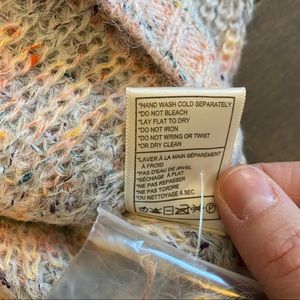 *HAND WASH COLD SEPARATELY
*DO NOT BLEACH
*LAY FLAT TO DRY
*DO NOT IRON
*DO NOT WRING OR TWIST
*OR DRY CLEAN
*LAVER À LA MAIN SÉPARÉMENT
À FROID
*PAS D'EAU DE JAVEL
*SÉCHAGE À PLAT
*NE PAS REPASSER
*NE PAS TORDRE
OU NETTOYAGE À SEC